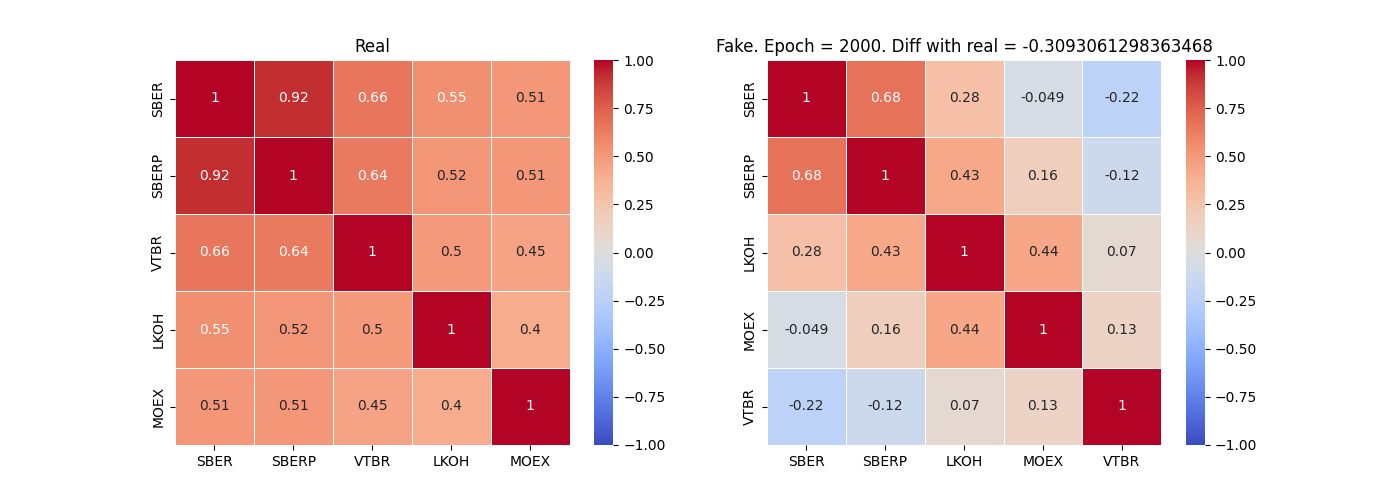 Real
SBER 1 0.92 0.66 0.55 0.51
SBERP 0.92 1 0.64 0.52 0.51
VTBR 0.66 0.64 1 0.5 0.45
LKOH 0.55 0.52 0.5 1 0.4
MOEX 0.51 0.51 0.45 0.4 1
SBER SBERP VTBR LKOH MOEX
1.00
0.75
0.50
0.25
0.00
−0.25
−0.50
−0.75
−1.00
Fake. Epoch = 2000. Diff with real = -0.3093061298363468
SBER 1 0.68 0.28 -0.049 -0.22
SBERP 0.68 1 0.43 0.16 -0.12
LKOH 0.28 0.43 1 0.44 0.07
MOEX -0.049 0.16 0.44 1 0.13
VTBR -0.22 -0.12 0.07 0.13 1
SBER SBERP LKOH MOEX VTBR
1.00
0.75
0.50
0.25
0.00
−0.25
−0.50
−0.75
−1.00